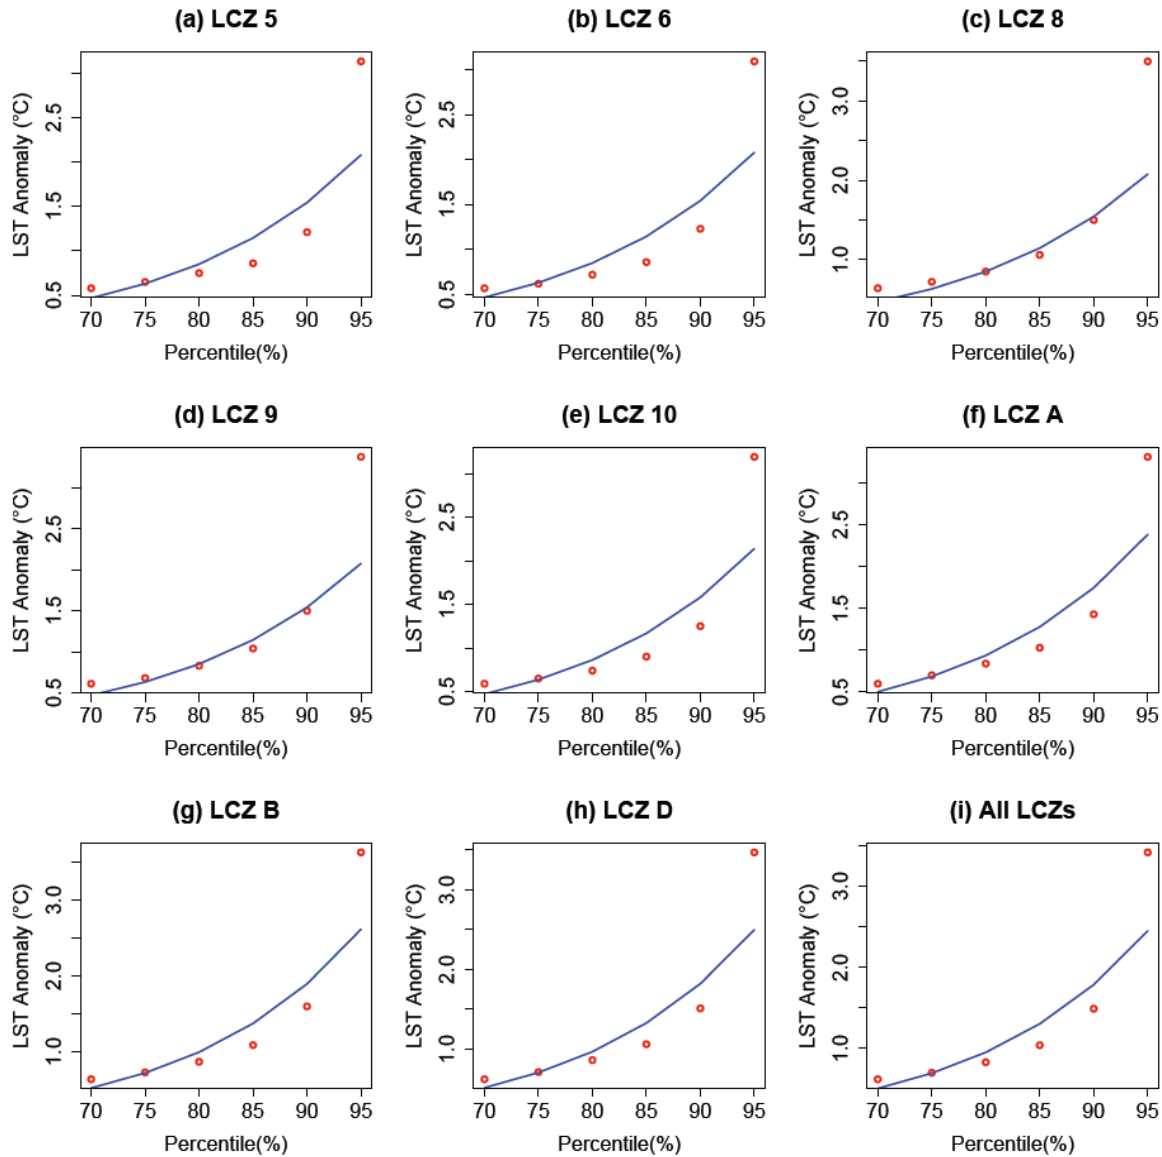 (a) LCZ 5
LST Anomaly (°C)
0.5 1.5 2.5
70 75 80 85 90 95
Percentile(%)
(b) LCZ 6
LST Anomaly (°C)
0.5 1.5 2.5
70 75 80 85 90 95
Percentile(%)
(c) LCZ 8
LST Anomaly (°C)
1.0 2.0 3.0
70 75 80 85 90 95
Percentile(%)
(d) LCZ 9
LST Anomaly (°C)
0.5 1.5 2.5
70 75 80 85 90 95
Percentile(%)
(e) LCZ 10
LST Anomaly (°C)
0.5 1.5 2.5
70 75 80 85 90 95
Percentile(%)
(f) LCZ A
LST Anomaly (°C)
0.5 1.5 2.5
70 75 80 85 90 95
Percentile(%)
(g) LCZ B
LST Anomaly (°C)
1.0 2.0 3.0
70 75 80 85 90 95
Percentile(%)
(h) LCZ D
LST Anomaly (°C)
1.0 2.0 3.0
70 75 80 85 90 95
Percentile(%)
(i) All LCZs
LST Anomaly (°C)
1.0 2.0 3.0
70 75 80 85 90 95
Percentile(%)